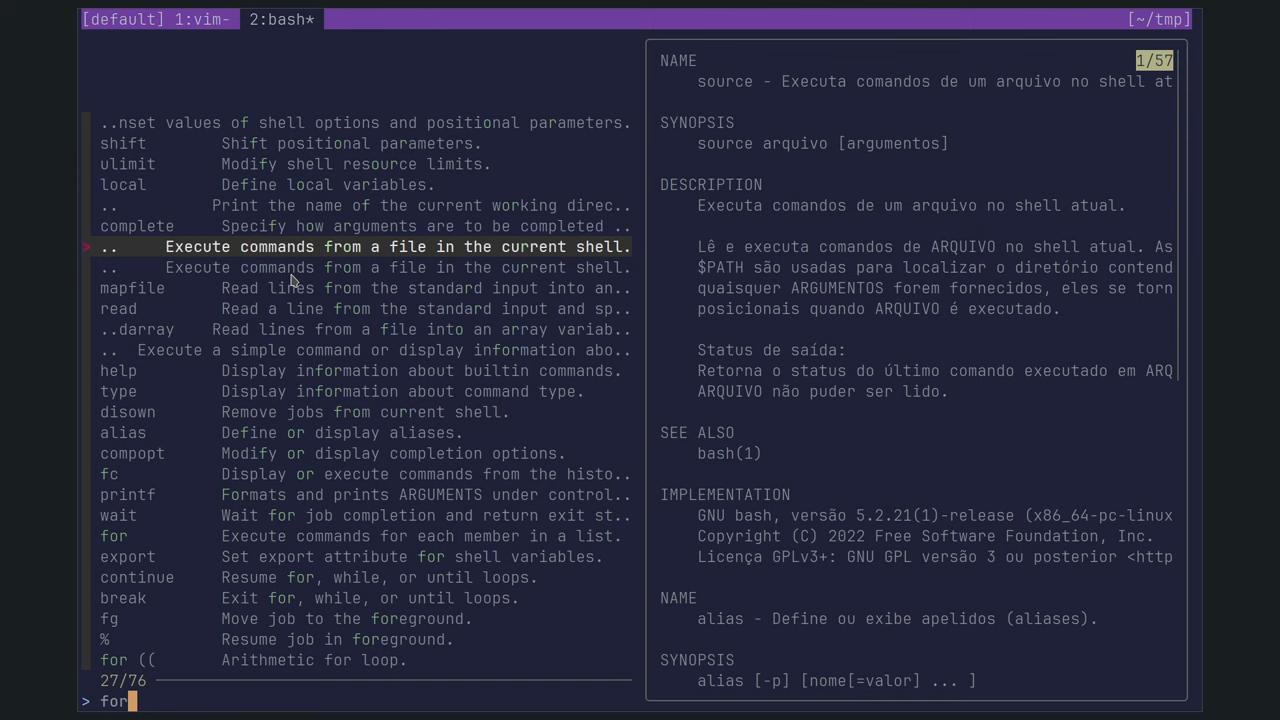 [default] 1:vim- 2:bash* [~/tmp]
..nset values of shell options and positional parameters.
shift Shift positional parameters.
ulimit Modify shell resource limits.
local Define local variables.
.. Print the name of the current working direc..
complete Specify how arguments are to be completed ..
> .. Execute commands from a file in the current shell.
.. Execute commands from a file in the current shell.
mapfile Read lines from the standard input into an..
read Read a line from the standard input and sp..
..darray Read lines from a file into an array variab..
.. Execute a simple command or display information abo..
help Display information about builtin commands.
type Display information about command type.
disown Remove jobs from current shell.
alias Define or display aliases.
compopt Modify or display completion options.
fc Display or execute commands from the histo..
printf Formats and prints ARGUMENTS under control..
wait Wait for job completion and return exit st..
for Execute commands for each member in a list.
export Set export attribute for shell variables.
continue Resume for, while, or until loops.
break Exit for, while, or until loops.
fg Move job to the foreground.
% Resume job in foreground.
for (( Arithmetic for loop.
27/76
> for
NAME 1/57
source - Executa comandos de um arquivo no shell at
SYNOPSIS
source arquivo [argumentos]
DESCRIPTION
Executa comandos de um arquivo no shell atual.
Lê e executa comandos de ARQUIVO no shell atual. As
$PATH são usadas para localizar o diretório contend
quaisquer ARGUMENTOS forem fornecidos, eles se torn
posicionais quando ARQUIVO é executado.
Status de saída:
Retorna o status do último comando executado em ARQ
ARQUIVO não puder ser lido.
SEE ALSO
bash(1)
IMPLEMENTATION
GNU bash, versão 5.2.21(1)-release (x86_64-pc-linux
Copyright (C) 2022 Free Software Foundation, Inc.
Licença GPLv3+: GNU GPL versão 3 ou posterior <http
NAME
alias - Define ou exibe apelidos (aliases).
SYNOPSIS
alias [-p] [nome[=valor] ... ]